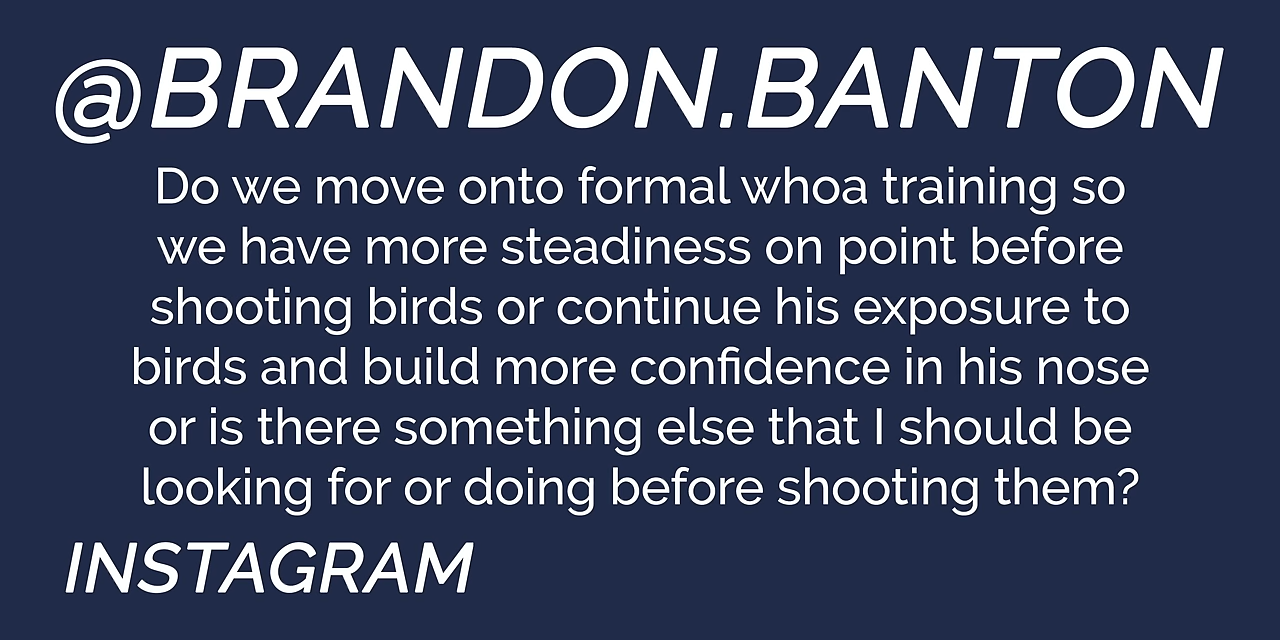 @BRANDON.BANTON
Do we move onto formal whoa training so
we have more steadiness on point before
shooting birds or continue his exposure to
birds and build more confidence in his nose
or is there something else that I should be
looking for or doing before shooting them?
INSTAGRAM